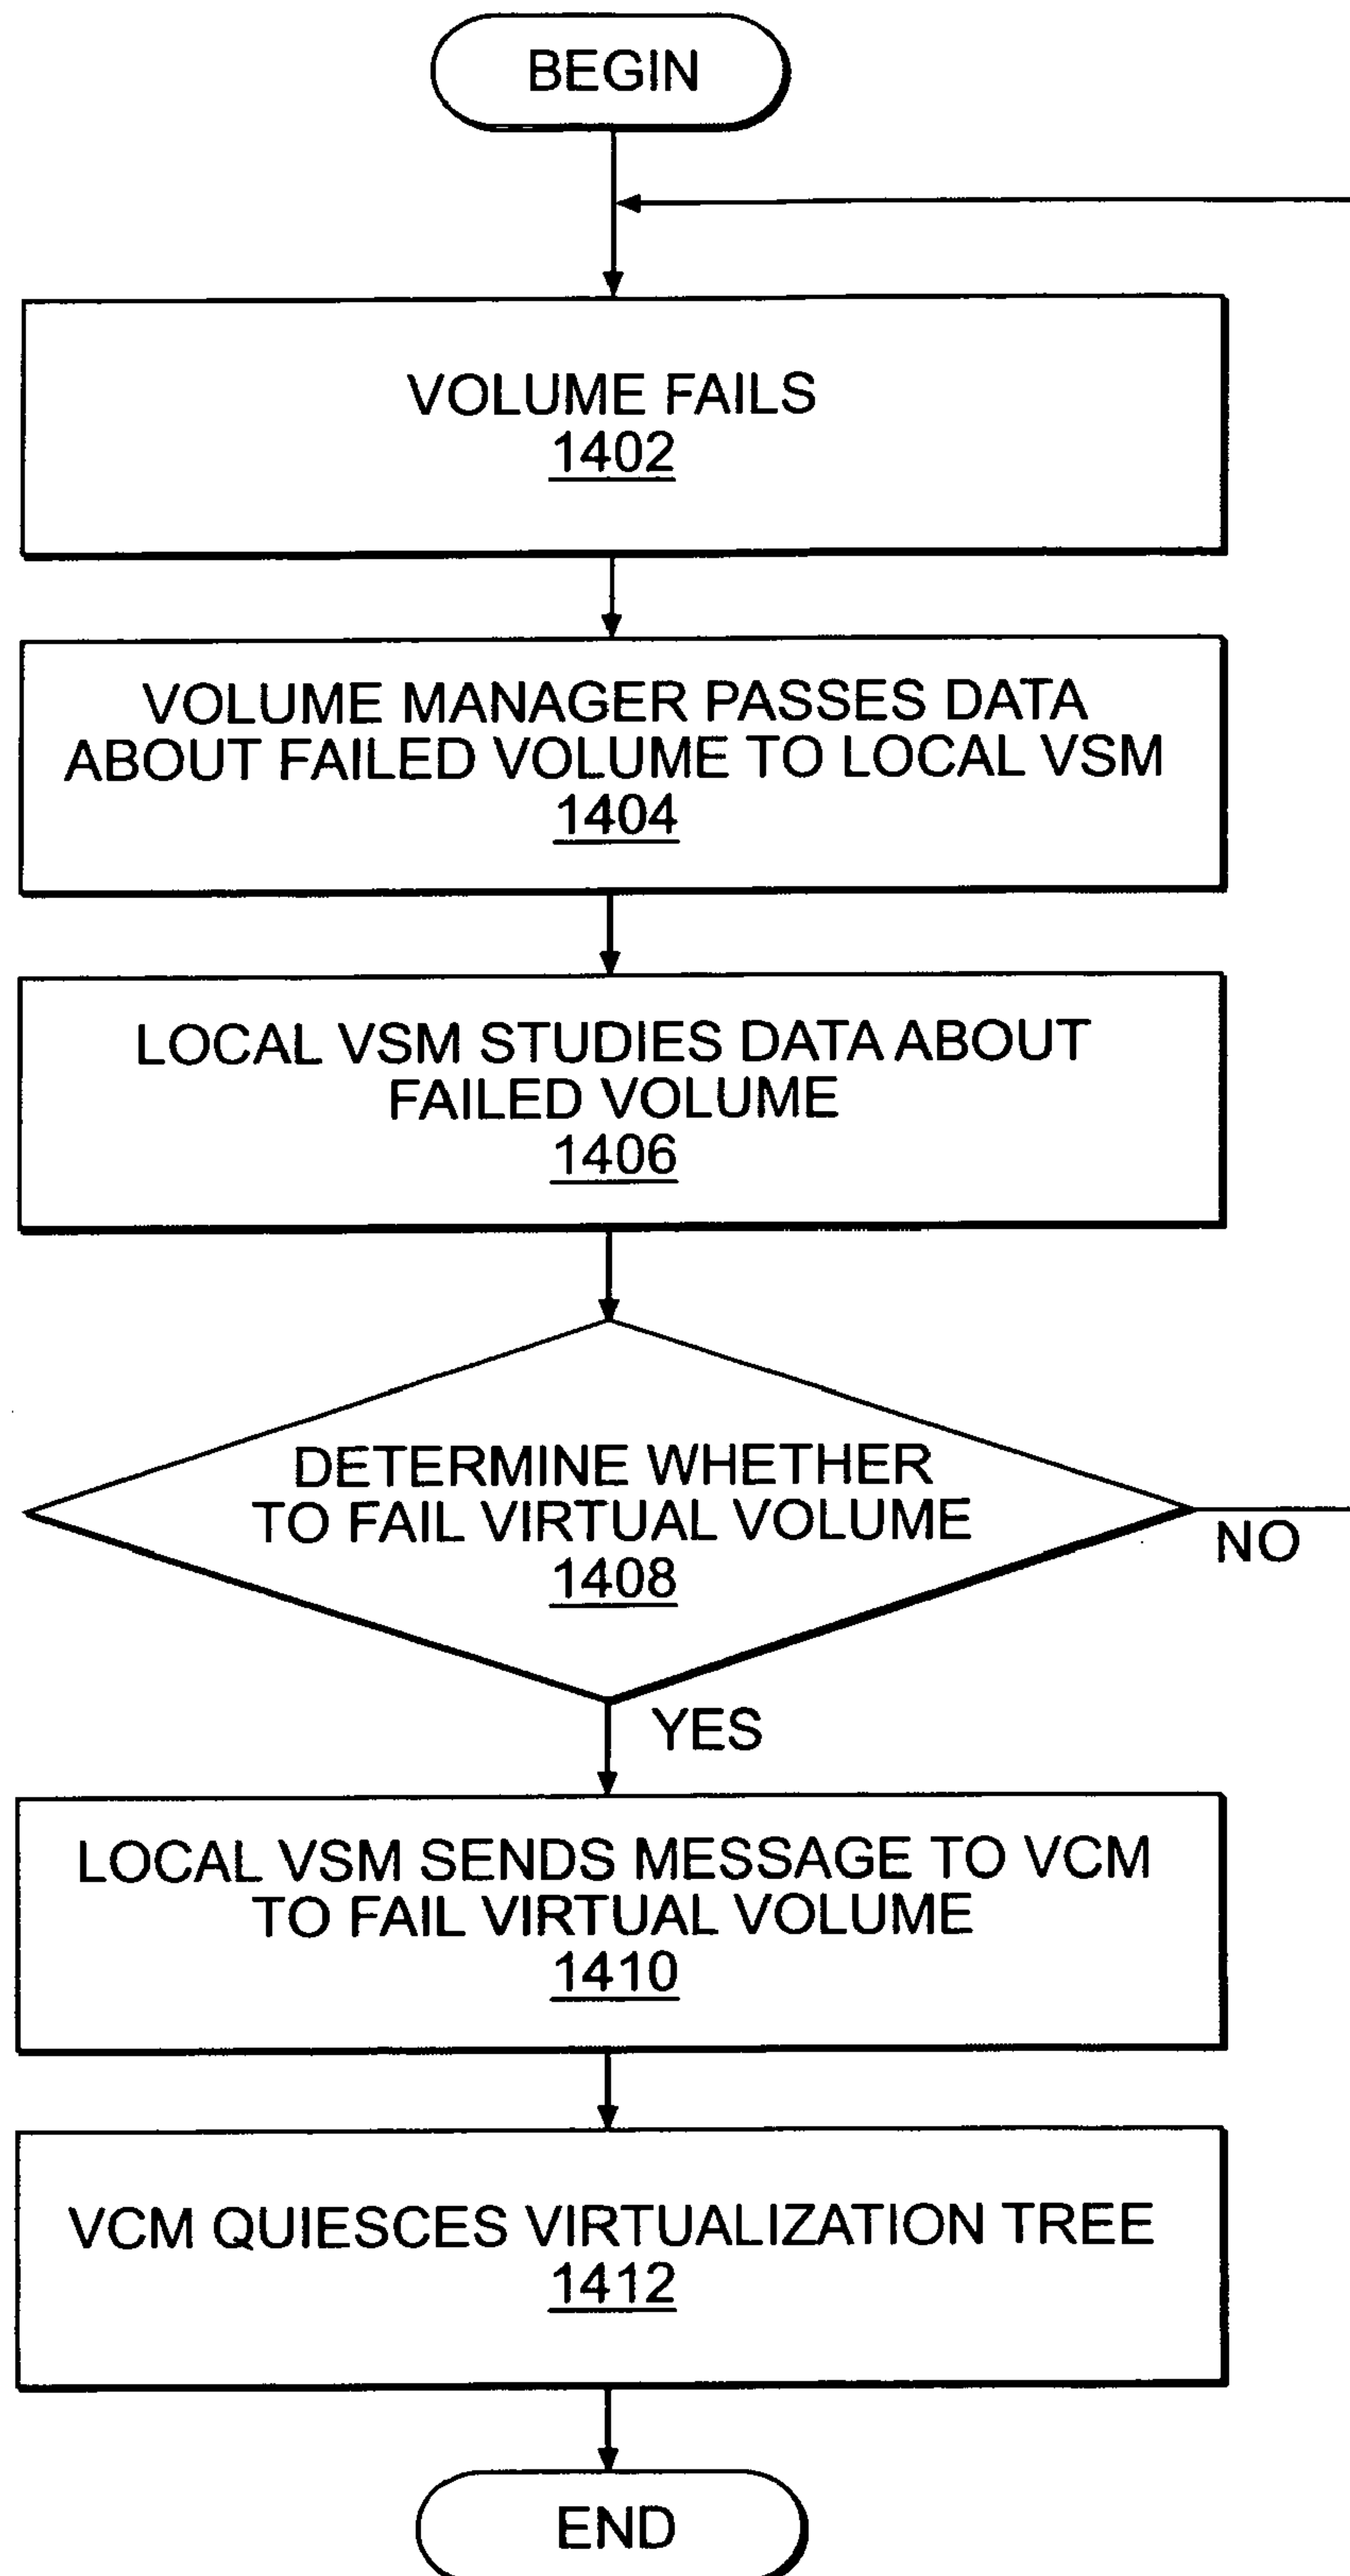 BEGIN
VOLUME FAILS
1402
VOLUME MANAGER PASSES DATA
ABOUT FAILED VOLUME TO LOCAL VSM
1404
LOCAL VSM STUDIES DATA ABOUT
FAILED VOLUME
1406
DETERMINE WHETHER
TO FAIL VIRTUAL VOLUME
1408
NO
YES
LOCAL VSM SENDS MESSAGE TO VCM
TO FAIL VIRTUAL VOLUME
1410
VCM QUIESCES VIRTUALIZATION TREE
1412
END